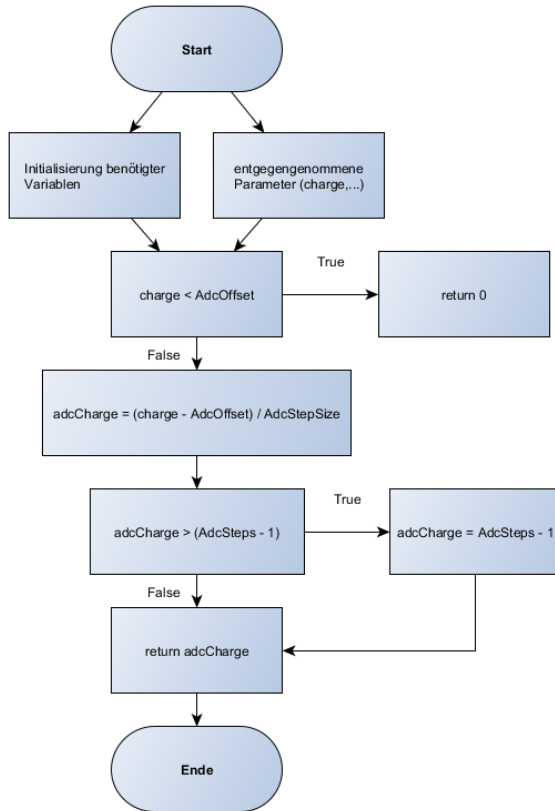 Start
Initialisierung benötigter
Variablen
entgegengenommene
Parameter (charge,...)
True
charge < AdcOffset
return 0
False
adcCharge = (charge - AdcOffset) / AdcStepSize
True
adcCharge > (AdcSteps - 1)
adcCharge = AdcSteps - 1
False
return adcCharge
Ende